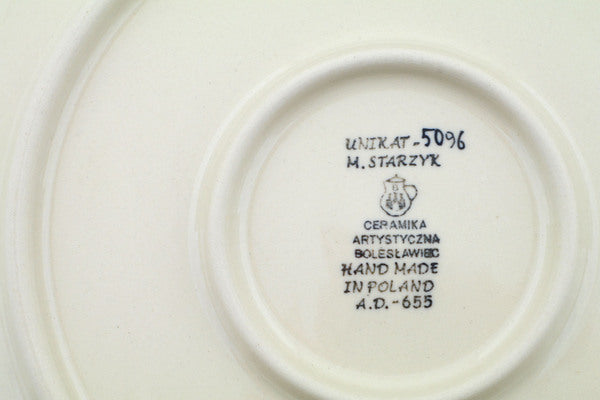 UNIKAT-5096
M. STARZYK
CERAMIKA
ARTYSTYCZNA
BOLESŁAWIEC
HAND MADE
IN POLAND
A.D.-655